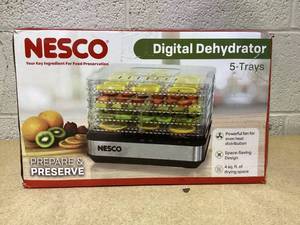 NESCO
Your Key Ingredient For Food Preservation
Digital Dehydrator
5-Trays
NESCO
Powerful fan for
even heat
distribution
Space-Saving
Design
4 sq. ft. of
drying space
PREPARE &
PRESERVE